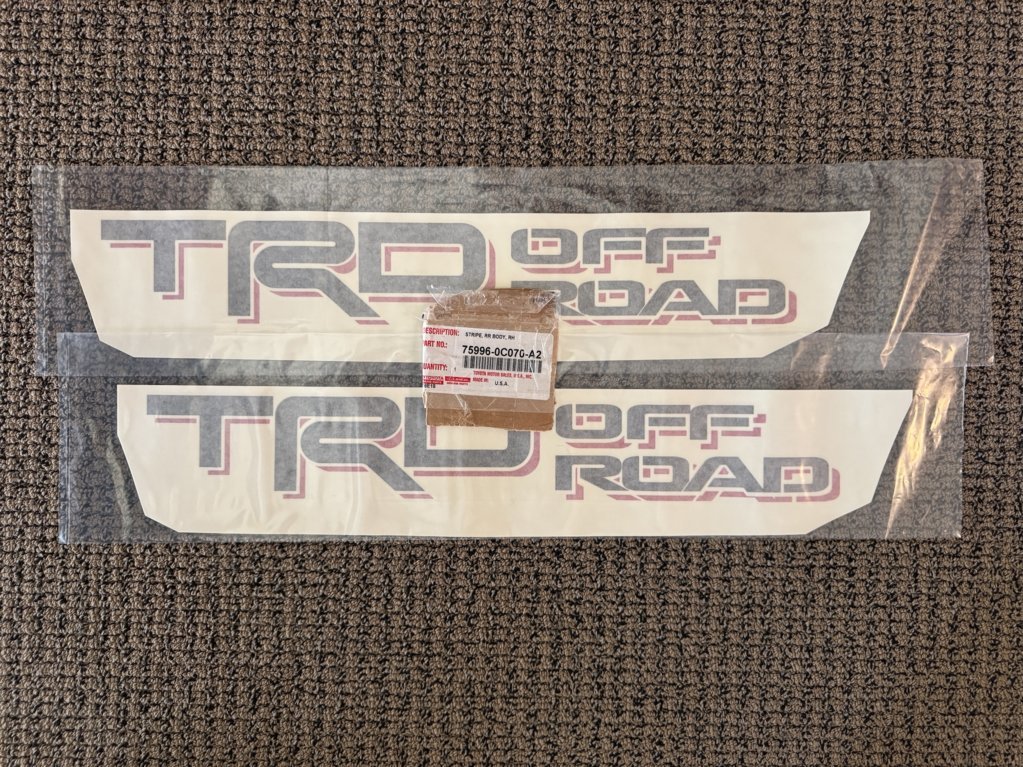 TRD OFF
ROAD
DESCRIPTION: STRIPE, RR BODY, RH
PART NO.: 75996-0C070-A2
QUANTITY: 1
TOYOTA MOTOR SALES, U.S.A., INC.
MADE IN: U.S.A.
TRD OFF
ROAD